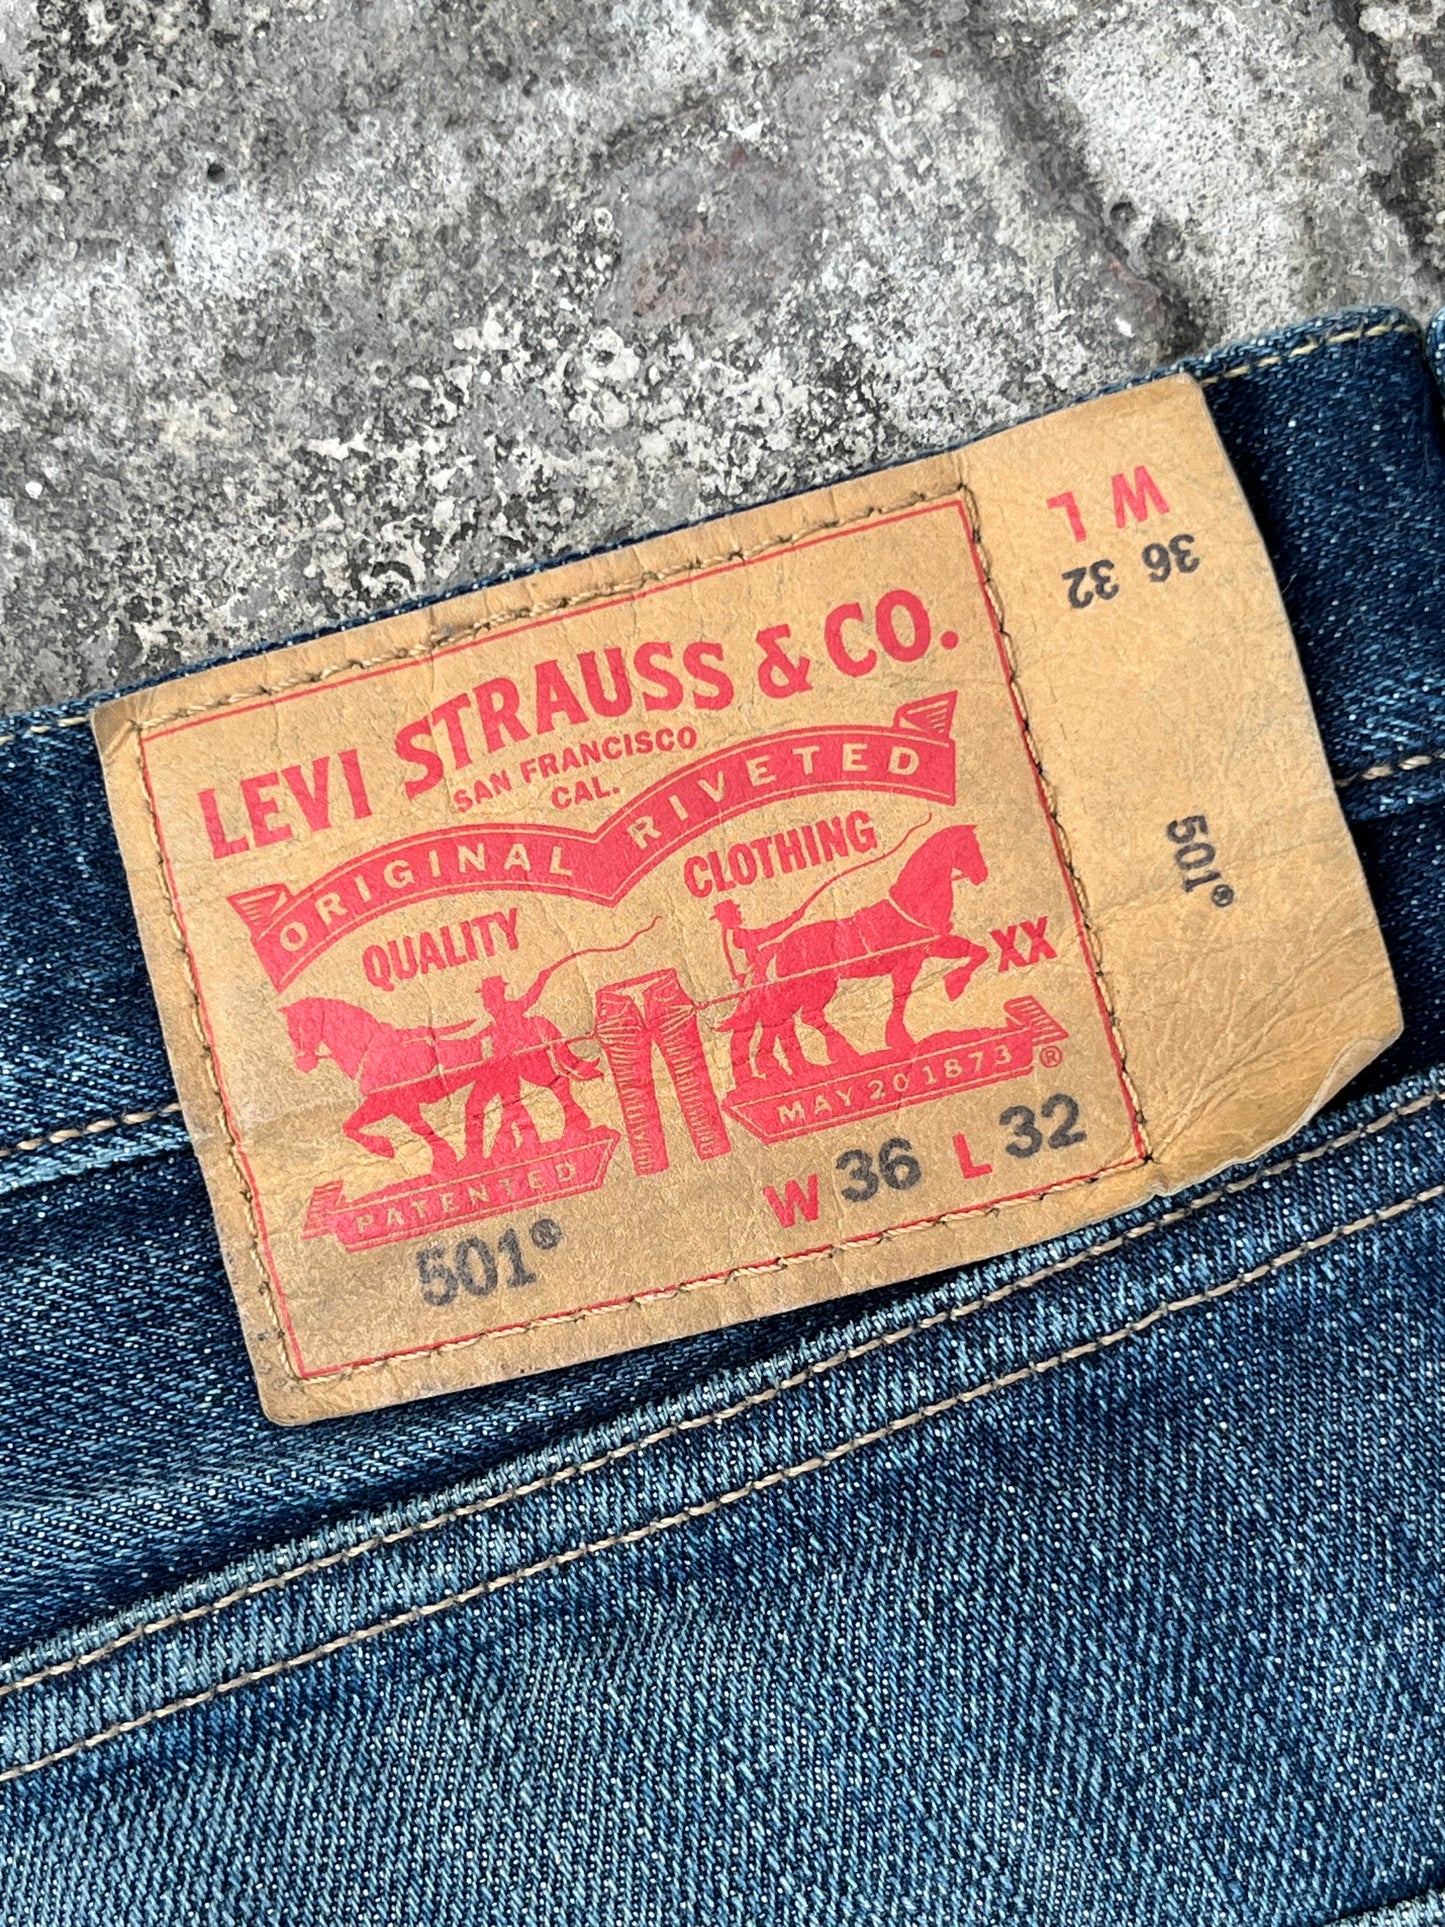 LEVI STRAUSS & CO.
SAN FRANCISCO
CAL.
ORIGINAL RIVETED
QUALITY CLOTHING
XX
PATENTED
MAY 20 1873 ®
501®
W 36 L 32
W L
36 32
501®